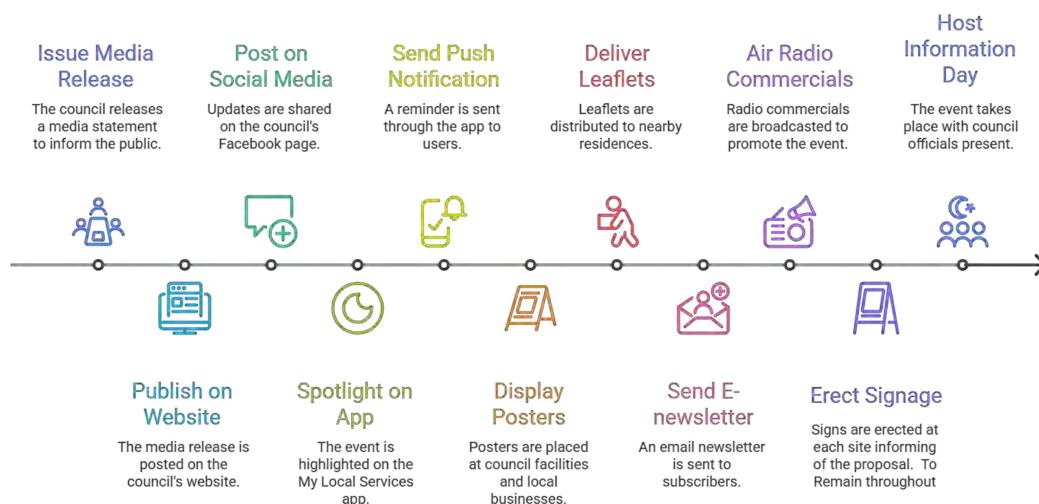 Issue Media
Release
The council releases
a media statement
to inform the public.
Publish on
Website
The media release is
posted on the
council's website.
Post on
Social Media
Updates are shared
on the council's
Facebook page.
Spotlight on
App
The event is
highlighted on the
My Local Services
app.
Send Push
Notification
A reminder is sent
through the app to
users.
Display
Posters
Posters are placed
at council facilities
and local
businesses.
Deliver
Leaflets
Leaflets are
distributed to nearby
residences.
Send E-
newsletter
An email newsletter
is sent to
subscribers.
Air Radio
Commercials
Radio commercials
are broadcasted to
promote the event.
Erect Signage
Signs are erected at
each site informing
of the proposal. To
Remain throughout
Host
Information
Day
The event takes
place with council
officials present.